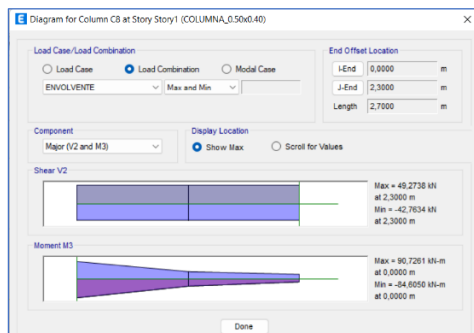 E Diagram for Column C8 at Story Story1 (COLUMNA_0.50x0.40)
Load Case/Load Combination
Load Case
Load Combination
Modal Case
ENVOLVENTE
Max and Min
End Offset Location
I-End 0,0000 m
J-End 2,3000 m
Length 2,7000 m
Component
Major (V2 and M3)
Display Location
Show Max
Scroll for Values
Shear V2
Max = 49,2738 kN
at 2,3000 m
Min = -42,7634 kN
at 2,3000 m
Moment M3
Max = 90,7261 kN-m
at 0,0000 m
Min = -84,6050 kN-m
at 0,0000 m
Done